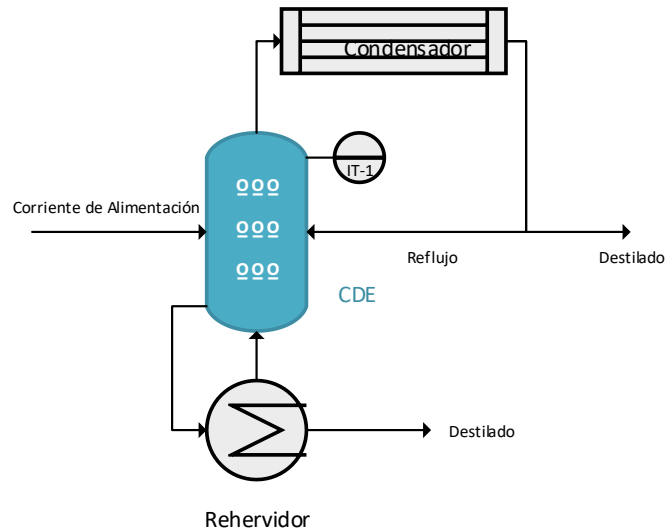 Condensador
IT-1
Corriente de Alimentación
Reflujo
Destilado
CDE
Destilado
Rehervidor